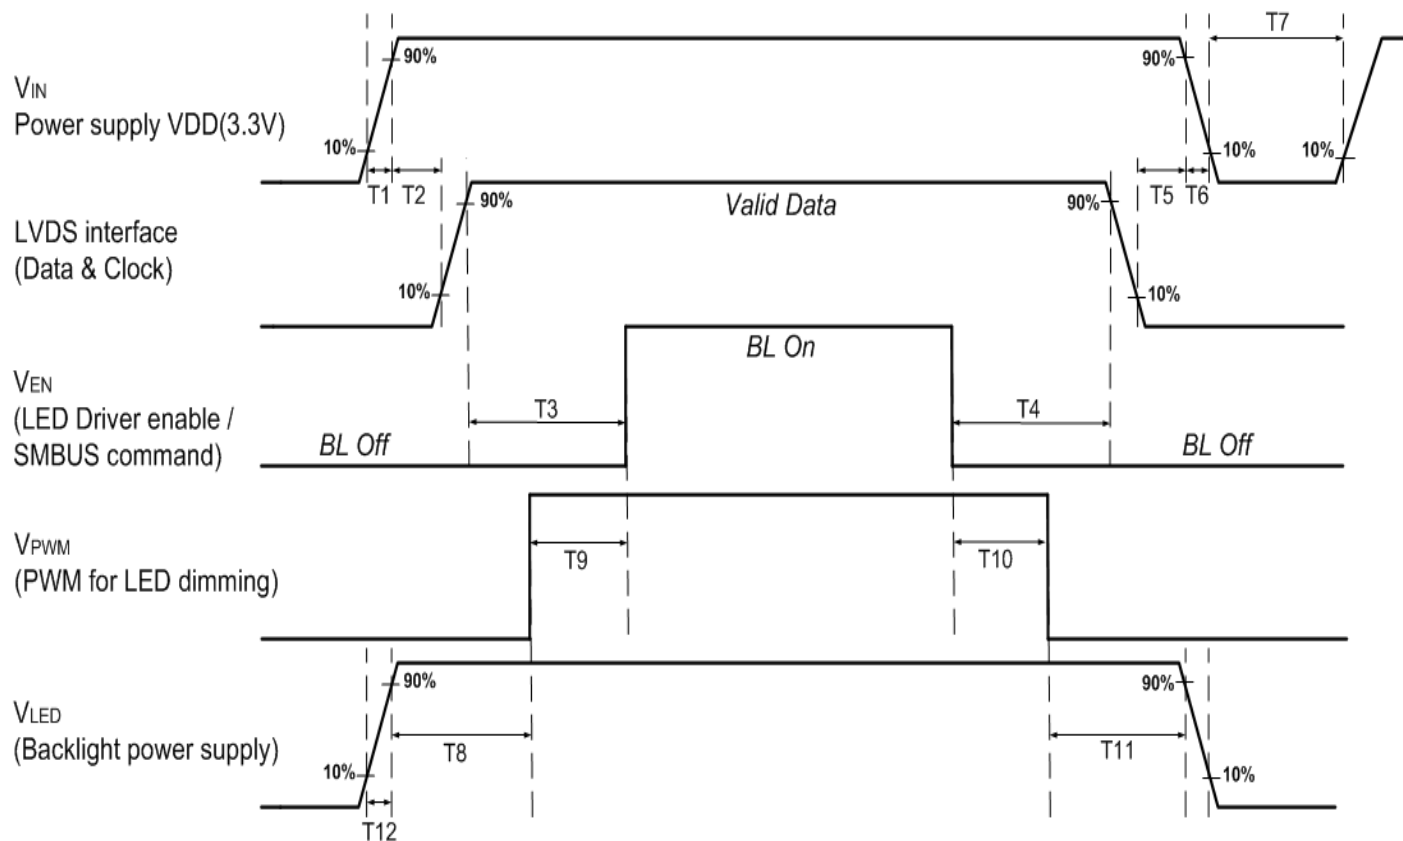 T7
90%
90%
VIN
Power supply VDD(3.3V)
10%
10%
10%
T1
T2
T5
T6
90%
Valid Data
90%
LVDS interface
(Data & Clock)
10%
10%
BL On
VEN
(LED Driver enable /
SMBUS command)
T3
T4
BL Off
BL Off
VPWM
(PWM for LED dimming)
T9
T10
90%
90%
VLED
(Backlight power supply)
T8
T11
10%
10%
T12